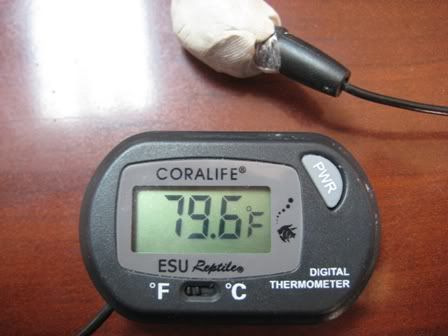 CORALIFE®
PWR
79.6°F
ESU Reptile®
°F °C
DIGITAL
THERMOMETER